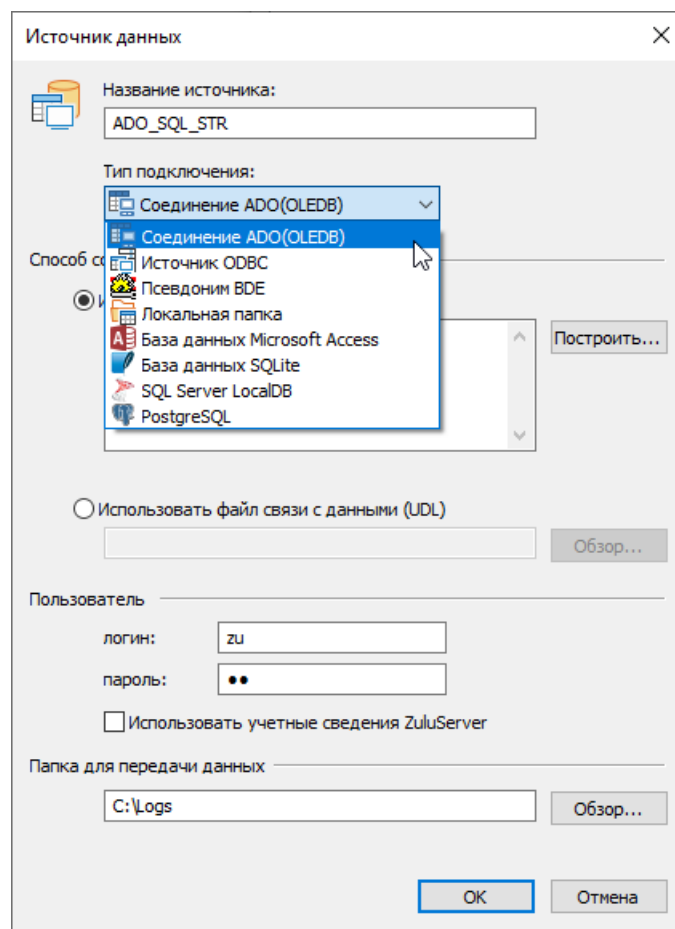 Источник данных
Название источника:
ADO_SQL_STR
Тип подключения:
Соединение ADO(OLEDB)
Соединение ADO(OLEDB)
Источник ODBC
Псевдоним BDE
Локальная папка
База данных Microsoft Access
База данных SQLite
SQL Server LocalDB
PostgreSQL
Способ
Построить...
Использовать файл связи с данными (UDL)
Обзор...
Пользователь
логин:
zu
пароль:
••
Использовать учетные сведения ZuluServer
Папка для передачи данных
C:\Logs
Обзор...
OK
Отмена